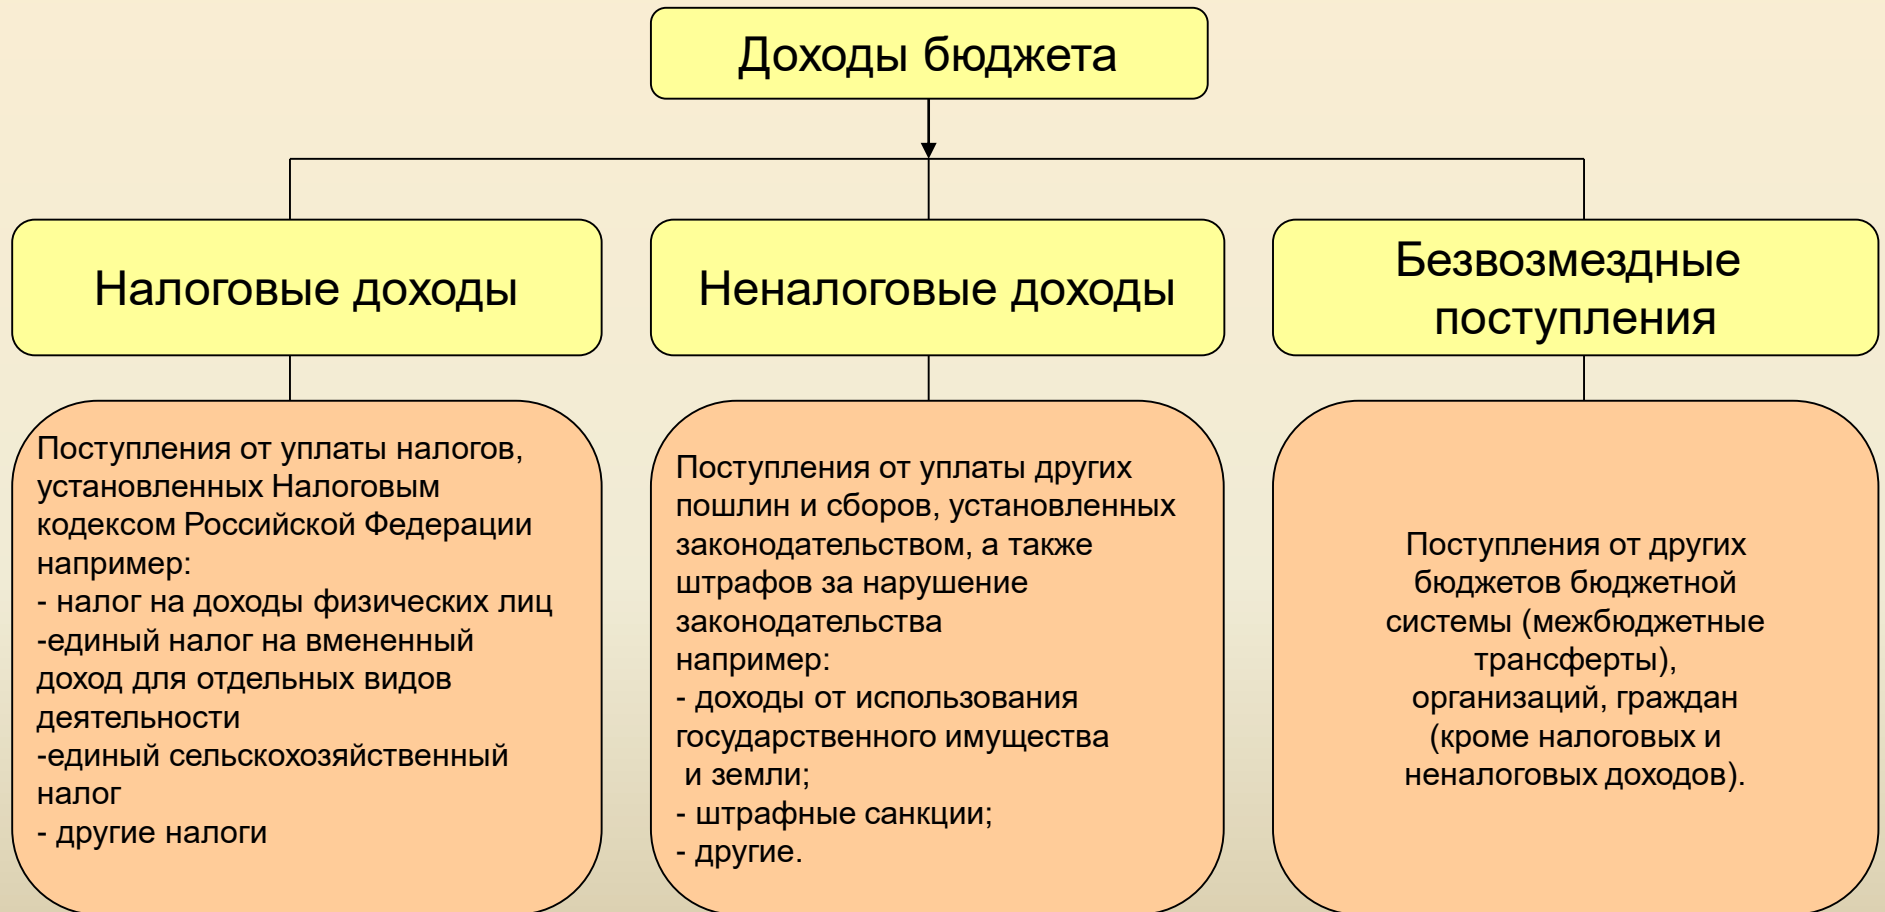 Доходы бюджета
Налоговые доходы
Неналоговые доходы
Безвозмездные
поступления
Поступления от уплаты налогов,
установленных Налоговым
кодексом Российской Федерации
например:
- налог на доходы физических лиц
-единый налог на вмененный
доход для отдельных видов
деятельности
-единый сельскохозяйственный
налог
- другие налоги
Поступления от уплаты других
пошлин и сборов, установленных
законодательством, а также
штрафов за нарушение
законодательства
например:
- доходы от использования
государственного имущества
и земли;
- штрафные санкции;
- другие.
Поступления от других
бюджетов бюджетной
системы (межбюджетные
трансферты),
организаций, граждан
(кроме налоговых и
неналоговых доходов).